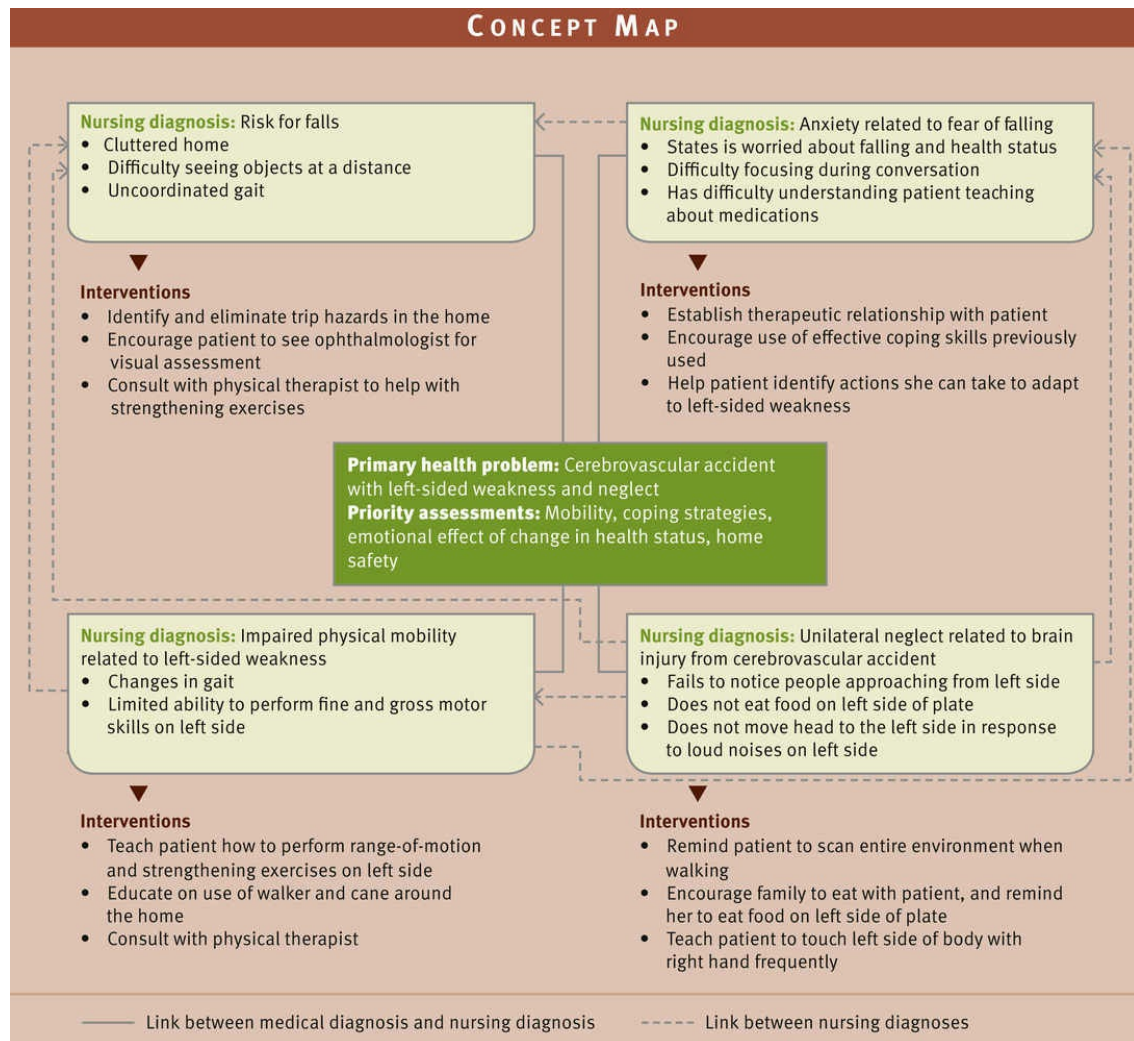 CONCEPT MAP
Nursing diagnosis: Risk for falls
• Cluttered home
• Difficulty seeing objects at a distance
• Uncoordinated gait
Interventions
• Identify and eliminate trip hazards in the home
• Encourage patient to see ophthalmologist for
visual assessment
• Consult with physical therapist to help with
strengthening exercises
Nursing diagnosis: Anxiety related to fear of falling
• States is worried about falling and health status
• Difficulty focusing during conversation
• Has difficulty understanding patient teaching
about medications
Interventions
• Establish therapeutic relationship with patient
• Encourage use of effective coping skills previously
used
• Help patient identify actions she can take to adapt
to left-sided weakness
Primary health problem: Cerebrovascular accident
with left-sided weakness and neglect
Priority assessments: Mobility, coping strategies,
emotional effect of change in health status, home
safety
Nursing diagnosis: Impaired physical mobility
related to left-sided weakness
• Changes in gait
• Limited ability to perform fine and gross motor
skills on left side
Interventions
• Teach patient how to perform range-of-motion
and strengthening exercises on left side
• Educate on use of walker and cane around
the home
• Consult with physical therapist
Nursing diagnosis: Unilateral neglect related to brain
injury from cerebrovascular accident
• Fails to notice people approaching from left side
• Does not eat food on left side of plate
• Does not move head to the left side in response
to loud noises on left side
Interventions
• Remind patient to scan entire environment when
walking
• Encourage family to eat with patient, and remind
her to eat food on left side of plate
• Teach patient to touch left side of body with
right hand frequently
Link between medical diagnosis and nursing diagnosis
Link between nursing diagnoses